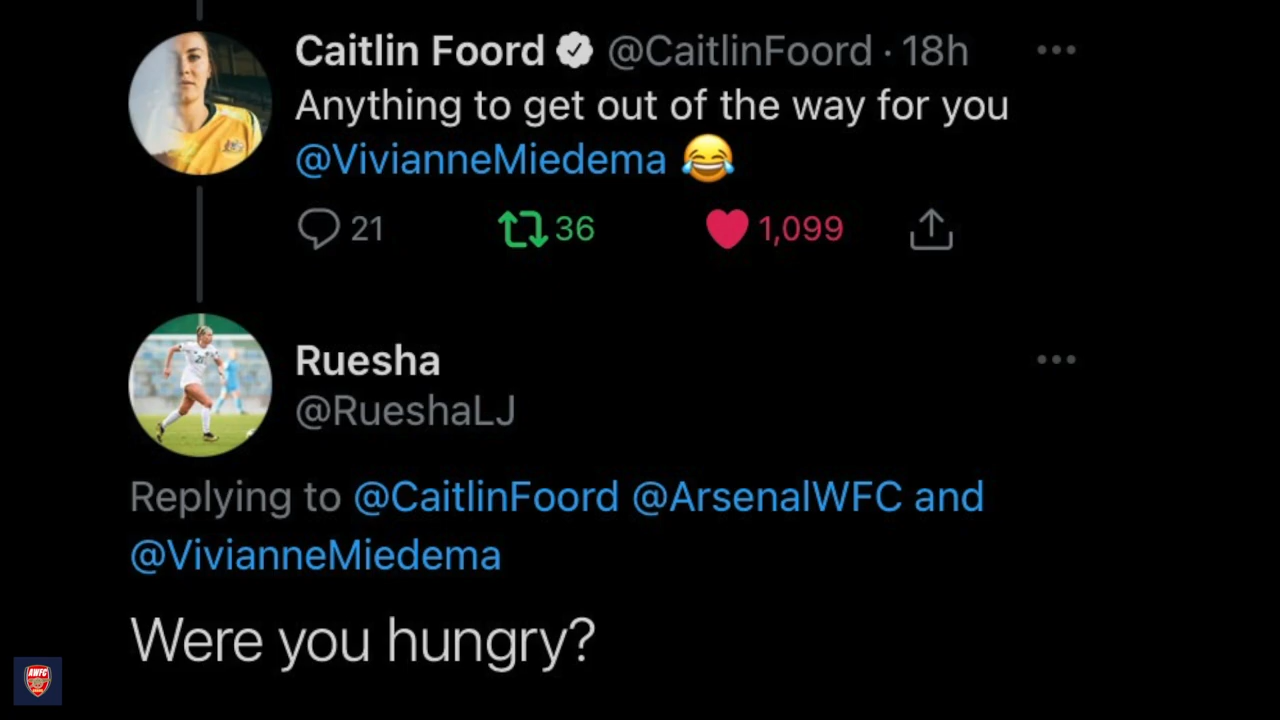 Caitlin Foord @CaitlinFoord · 18h
Anything to get out of the way for you
@VivianneMiedema 😂
21 36 1,099
Ruesha
@RueshaLJ
Replying to @CaitlinFoord @ArsenalWFC and
@VivianneMiedema
Were you hungry?
AWFC